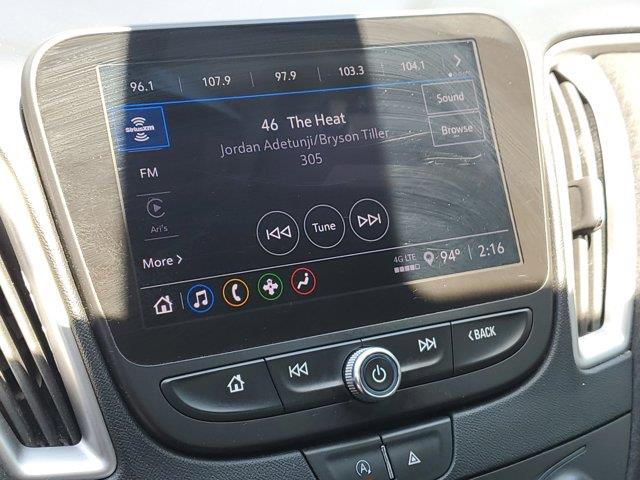 96.1 107.9 97.9 103.3 104.1
SiriusXM
46 The Heat
Sound
Jordan Adetunji/Bryson Tiller
Browse
305
FM
Ari's
Tune
More
4G LTE 94° 2:16
BACK
A